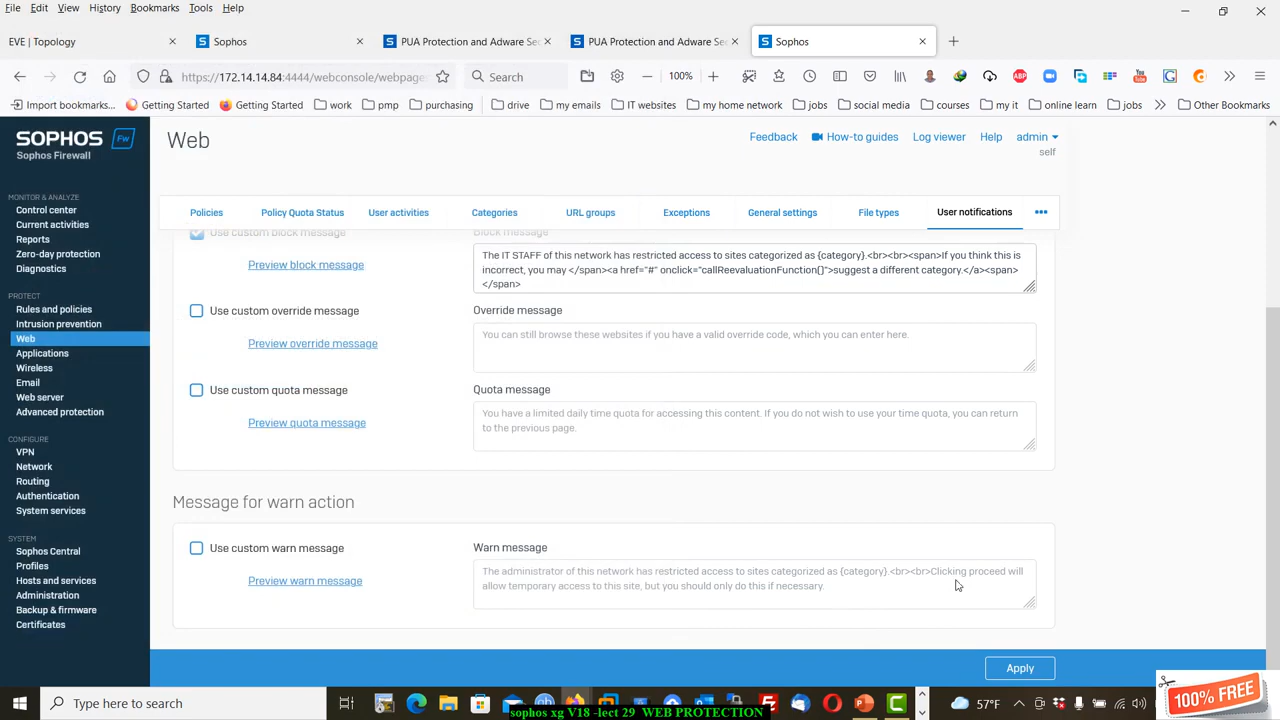 File Edit View History Bookmarks Tools Help
EVE | Topology
Sophos
PUA Protection and Adware Sec
PUA Protection and Adware Sec
Sophos
https://172.14.14.84:4444/webconsole/webpage
Search
100%
Import bookmarks...
Getting Started
Getting Started
work
pmp
purchasing
drive
my emails
IT websites
my home network
jobs
social media
courses
my it
online learn
jobs
Other Bookmarks
SOPHOS FW
Sophos Firewall
Web
Feedback
How-to guides
Log viewer
Help
admin
self
MONITOR & ANALYZE
Control center
Current activities
Reports
Zero-day protection
Diagnostics
PROTECT
Rules and policies
Intrusion prevention
Web
Applications
Wireless
Email
Web server
Advanced protection
CONFIGURE
VPN
Network
Routing
Authentication
System services
SYSTEM
Sophos Central
Profiles
Hosts and services
Administration
Backup & firmware
Certificates
Policies
Policy Quota Status
User activities
Categories
URL groups
Exceptions
General settings
File types
User notifications
Use custom block message
Block message
Preview block message
The IT STAFF of this network has restricted access to sites categorized as {category}.<br><br><span>If you think this is
incorrect, you may </span><a href="#" onclick="callReevaluationFunction()">suggest a different category.</a><span>
</span>
Use custom override message
Override message
Preview override message
You can still browse these websites if you have a valid override code, which you can enter here.
Use custom quota message
Quota message
Preview quota message
You have a limited daily time quota for accessing this content. If you do not wish to use your time quota, you can return
to the previous page.
Message for warn action
Use custom warn message
Warn message
Preview warn message
The administrator of this network has restricted access to sites categorized as {category}.<br><br>Clicking proceed will
allow temporary access to this site, but you should only do this if necessary.
Apply
Type here to search
57°F
100% FREE
sophos xg V18 -lect 29 WEB PROTECTION